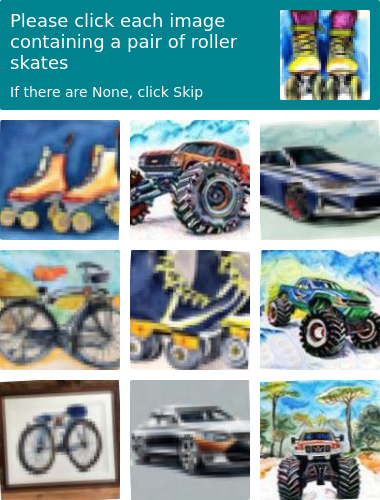 Please click each image
containing a pair of roller
skates
If there are None, click Skip